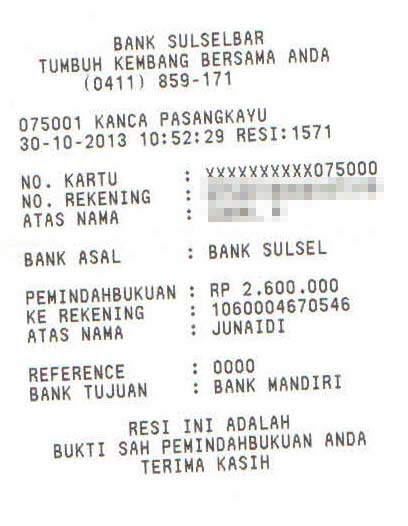 BANK SULSELBAR
TUMBUH KEMBANG BERSAMA ANDA
(0411) 859-171
075001 KANCA PASANGKAYU
30-10-2013 10:52:29 RESI:1571
NO. KARTU : XXXXXXXXXX075000
NO. REKENING :
ATAS NAMA :
BANK ASAL : BANK SULSEL
PEMINDAHBUKUAN : RP 2.600.000
KE REKENING : 1060004670546
ATAS NAMA : JUNAIDI
REFERENCE : 0000
BANK TUJUAN : BANK MANDIRI
RESI INI ADALAH
BUKTI SAH PEMINDAHBUKUAN ANDA
TERIMA KASIH